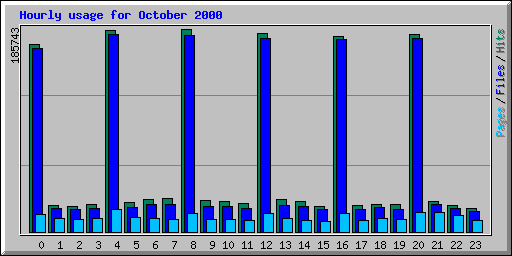 Hourly usage for October 2000
185743
Pages/Files/Hits
0 1 2 3 4 5 6 7 8 9 10 11 12 13 14 15 16 17 18 19 20 21 22 23